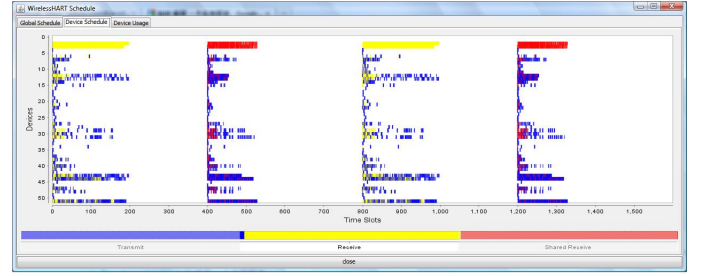 WirelessHART Schedule
Global Schedule Device Schedule Device Usage
Devices
0
5
10
15
20
25
30
35
40
45
50
0 100 200 300 400 500 600 700 800 900 1,000 1,100 1,200 1,300 1,400 1,500
Time Slots
Transmit Receive Shared Receive
close